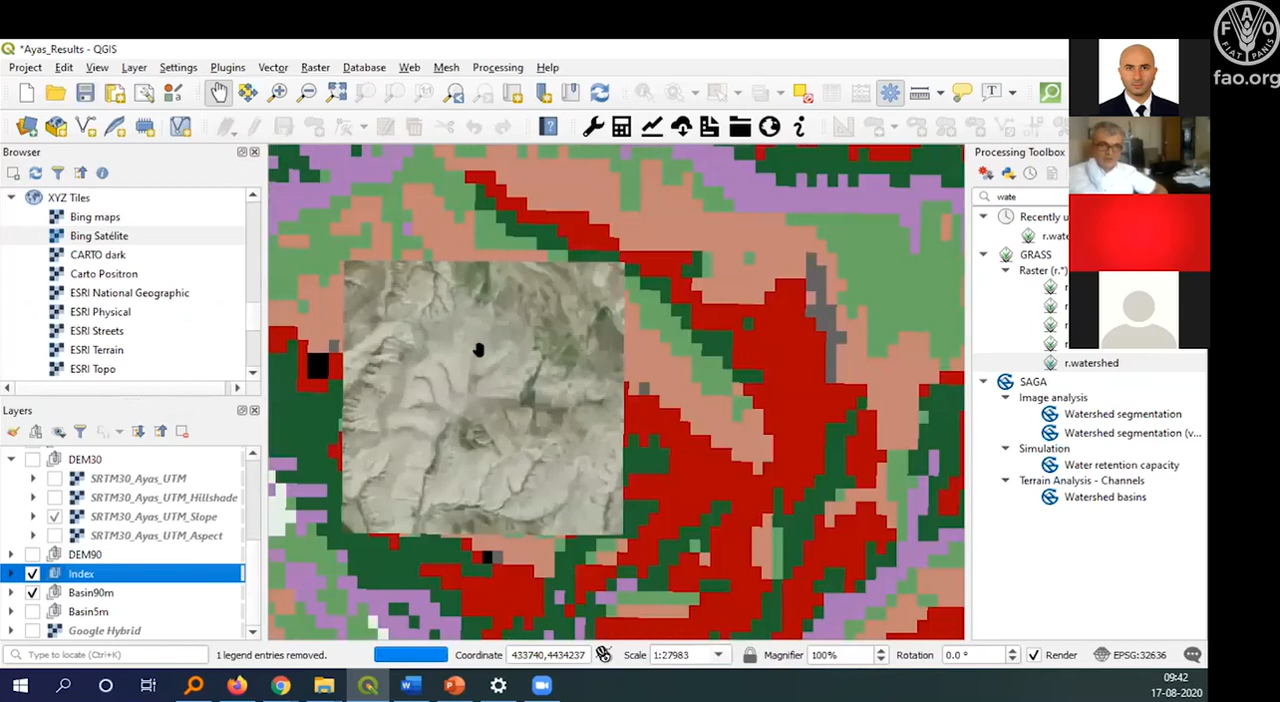 FAO
FIAT PANIS
fao.org
*Ayas_Results - QGIS
Project Edit View Layer Settings Plugins Vector Raster Database Web Mesh Processing Help
Browser
XYZ Tiles
Bing maps
Bing Satélite
CARTO dark
Carto Positron
ESRI National Geographic
ESRI Physical
ESRI Streets
ESRI Terrain
ESRI Topo
Layers
DEM30
SRTM30_Ayas_UTM
SRTM30_Ayas_UTM_Hillshade
SRTM30_Ayas_UTM_Slope
SRTM30_Ayas_UTM_Aspect
DEM90
Index
Basin90m
Basin5m
Google Hybrid
Processing Toolbox
wate
Recently u
r.wate
GRASS
Raster (r.*)
r.watershed
SAGA
Image analysis
Watershed segmentation
Watershed segmentation (v...
Simulation
Water retention capacity
Terrain Analysis - Channels
Watershed basins
Type to locate (Ctrl+K) 1 legend entries removed. Coordinate 433740,4434237 Scale 1:27983 Magnifier 100% Rotation 0.0 ° Render EPSG:32636
09:42
17-08-2020